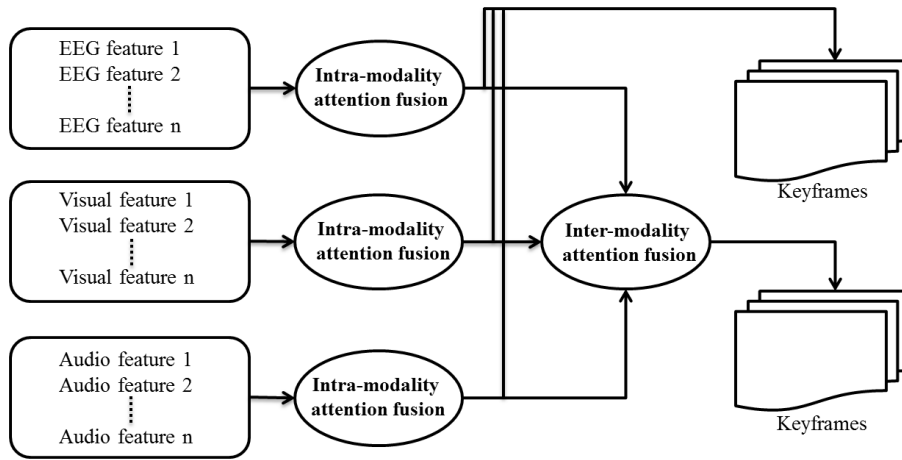 EEG feature 1
EEG feature 2
EEG feature n
Intra-modality
attention fusion
Keyframes
Visual feature 1
Visual feature 2
Visual feature n
Intra-modality
attention fusion
Inter-modality
attention fusion
Audio feature 1
Audio feature 2
Audio feature n
Intra-modality
attention fusion
Keyframes